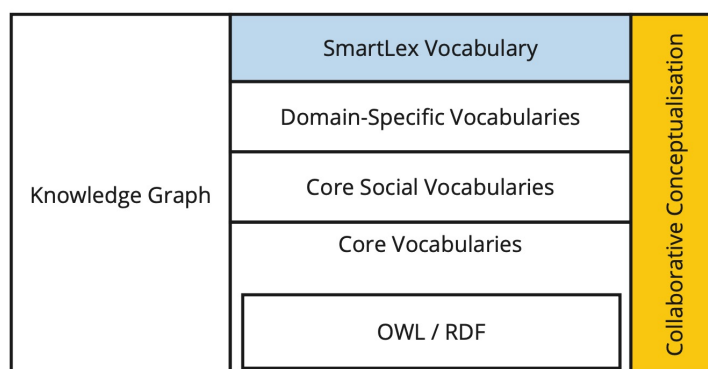 SmartLex Vocabulary
Domain-Specific Vocabularies
Knowledge Graph
Core Social Vocabularies
Core Vocabularies
OWL / RDF
Collaborative Conceptualisation